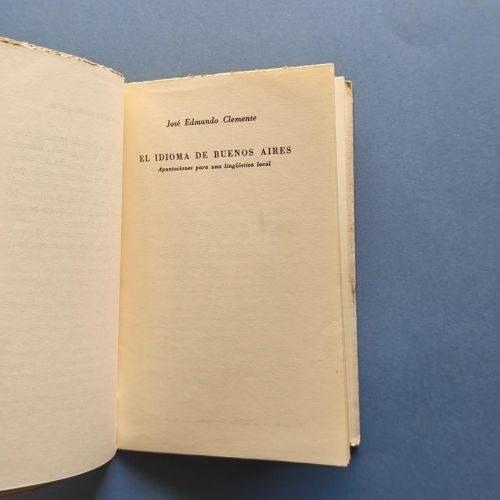 José Edmundo Clemente
EL IDIOMA DE BUENOS AIRES
Apuntaciones para una lingüística local